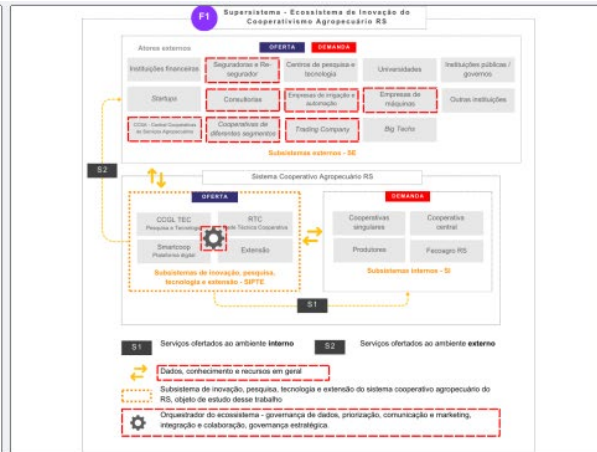 F1
Supersistema - Ecossistema de Inovação do
Cooperativismo Agropecuário RS
Atores externos
OFERTA
DEMANDA
Instituições financeiras
Seguradoras e Re-
segurador
Centros de pesquisa e
tecnologia
Universidades
Instituições públicas /
governos
Startups
Consultorias
Empresas de irrigação e
automação
Empresas de
máquinas
Outras instituições
CCGA - Central Cooperativas
de Serviços Agropecuários
Cooperativas de
diferentes segmentos
Trading Company
Big Techs
Subsistemas externos - SE
S2
Sistema Cooperativo Agropecuário RS
OFERTA
DEMANDA
CCGL TEC
Pesquisa e Tecnologia
RTC
Rede Técnica Cooperativa
Smartcoop
Plataforma digital
Extensão
Subsistemas de inovação, pesquisa,
tecnologia e extensão - SIPTE
Cooperativas
singulares
Cooperativa
central
Produtores
Fecoagro RS
Subsistemas internos - SI
S1
S1 Serviços ofertados ao ambiente interno
S2 Serviços ofertados ao ambiente externo
Dados, conhecimento e recursos em geral
Subsistema de inovação, pesquisa, tecnologia e extensão do sistema cooperativo agropecuário do
RS, objeto de estudo desse trabalho
Orquestrador do ecossistema - governança de dados, priorização, comunicação e marketing,
integração e colaboração, governança estratégica.